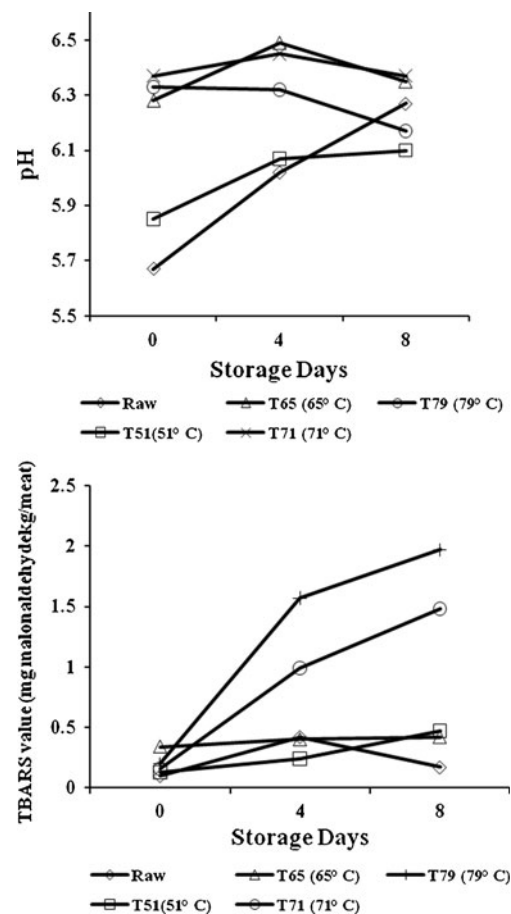 6.5
6.3
6.1
5.9
5.7
5.5
pH
0 4 8
Storage Days
Raw T65 (65° C) T79 (79° C)
T51(51° C) T71 (71° C)
2.5
2
1.5
1
0.5
0
TBARS value (mg malonaldehydekg/meat)
0 4 8
Storage Days
Raw T65 (65° C) T79 (79° C)
T51(51° C) T71 (71° C)